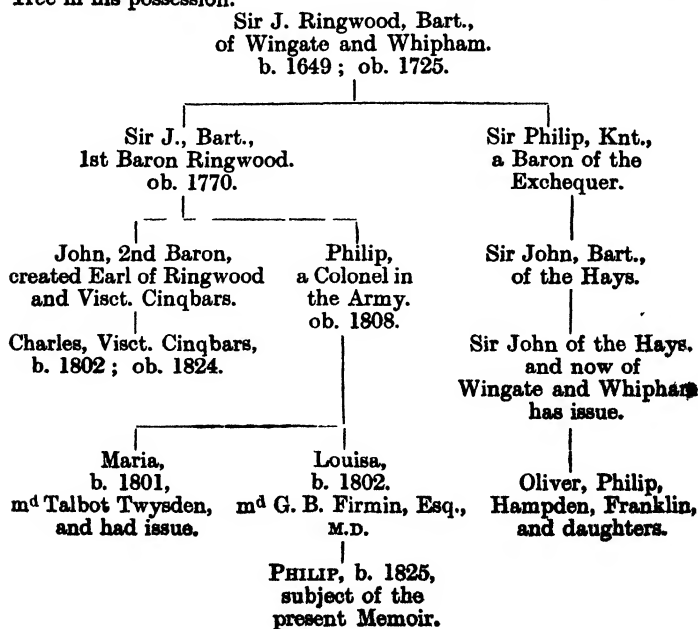 Tree in his possession.
Sir J. Ringwood, Bart.,
of Wingate and Whipham.
b. 1649; ob. 1725.
Sir J., Bart.,
1st Baron Ringwood.
ob. 1770.
Sir Philip, Knt.,
a Baron of the
Exchequer.
John, 2nd Baron,
created Earl of Ringwood
and Visct. Cinqbars.
Philip,
a Colonel in
the Army.
ob. 1808.
Sir John, Bart.,
of the Hays.
Charles, Visct. Cinqbars,
b. 1802; ob. 1824.
Sir John of the Hays.
and now of
Wingate and Whipham
has issue.
Maria,
b. 1801,
md Talbot Twysden,
and had issue.
Louisa,
b. 1802.
md G. B. Firmin, Esq.,
M.D.
Oliver, Philip,
Hampden, Franklin,
and daughters.
PHILIP, b. 1825,
subject of the
present Memoir.